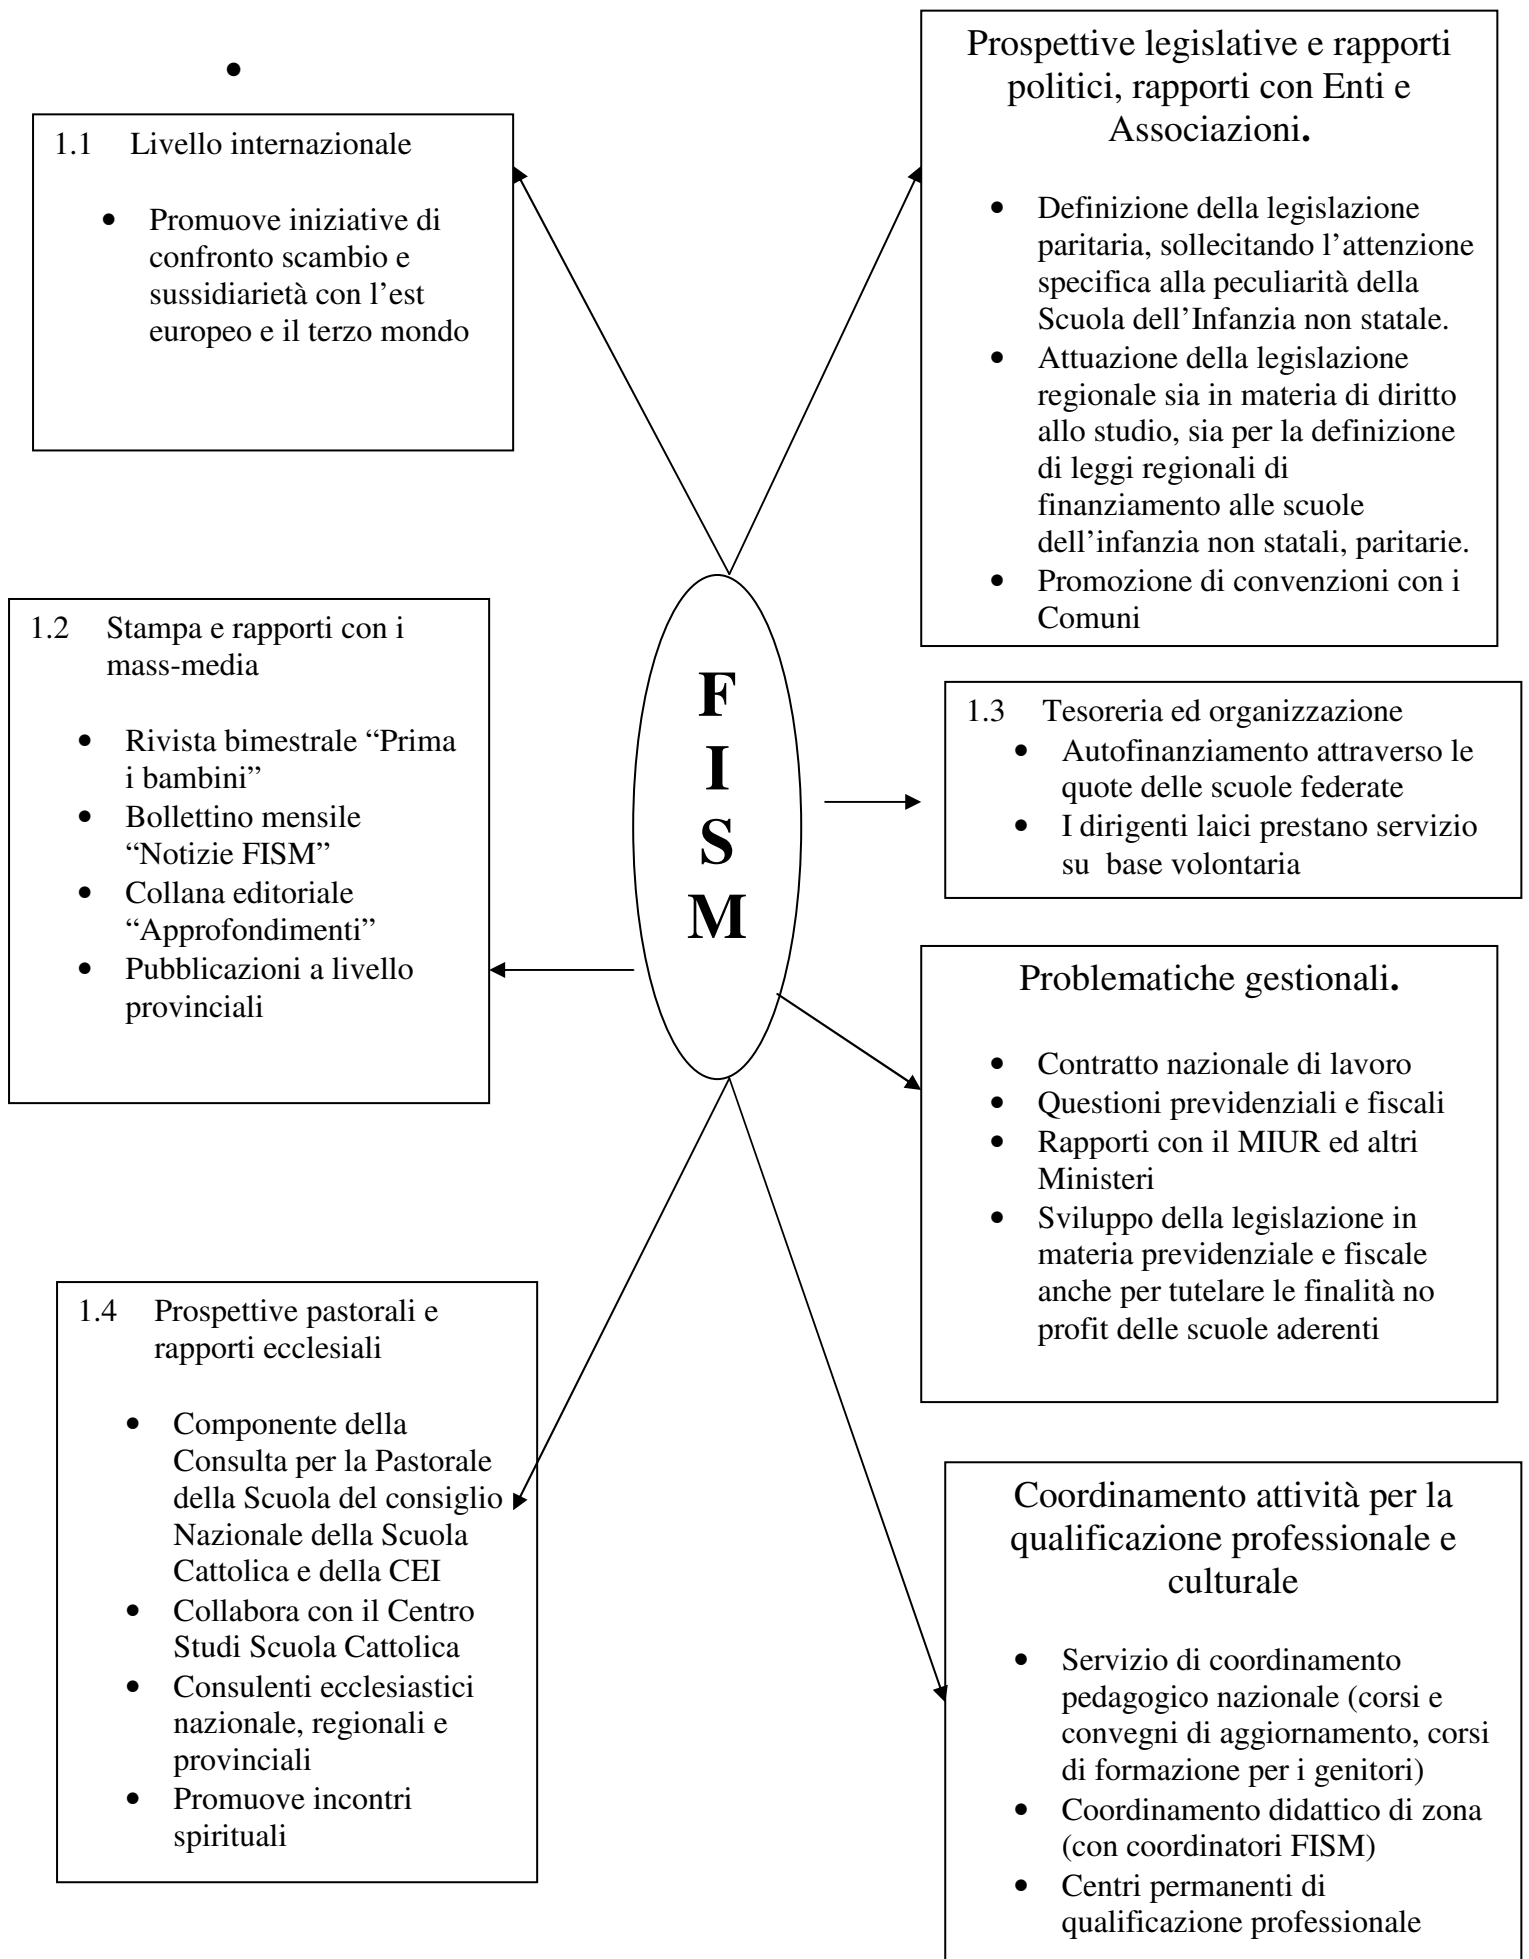 •
1.1 Livello internazionale
• Promuove iniziative di
confronto scambio e
sussidiarietà con l’est
europeo e il terzo mondo
Prospettive legislative e rapporti
politici, rapporti con Enti e
Associazioni.
• Definizione della legislazione
paritaria, sollecitando l’attenzione
specifica alla peculiarità della
Scuola dell’Infanzia non statale.
• Attuazione della legislazione
regionale sia in materia di diritto
allo studio, sia per la definizione
di leggi regionali di
finanziamento alle scuole
dell’infanzia non statali, paritarie.
• Promozione di convenzioni con i
Comuni
1.2 Stampa e rapporti con i
mass-media
• Rivista bimestrale “Prima
i bambini”
• Bollettino mensile
“Notizie FISM”
• Collana editoriale
“Approfondimenti”
• Pubblicazioni a livello
provinciali
F
I
S
M
1.3 Tesoreria ed organizzazione
• Autofinanziamento attraverso le
quote delle scuole federate
• I dirigenti laici prestano servizio
su base volontaria
Problematiche gestionali.
• Contratto nazionale di lavoro
• Questioni previdenziali e fiscali
• Rapporti con il MIUR ed altri
Ministeri
• Sviluppo della legislazione in
materia previdenziale e fiscale
anche per tutelare le finalità no
profit delle scuole aderenti
1.4 Prospettive pastorali e
rapporti ecclesiali
• Componente della
Consulta per la Pastorale
della Scuola del consiglio
Nazionale della Scuola
Cattolica e della CEI
• Collabora con il Centro
Studi Scuola Cattolica
• Consulenti ecclesiastici
nazionale, regionali e
provinciali
• Promuove incontri
spirituali
Coordinamento attività per la
qualificazione professionale e
culturale
• Servizio di coordinamento
pedagogico nazionale (corsi e
convegni di aggiornamento, corsi
di formazione per i genitori)
• Coordinamento didattico di zona
(con coordinatori FISM)
• Centri permanenti di
qualificazione professionale